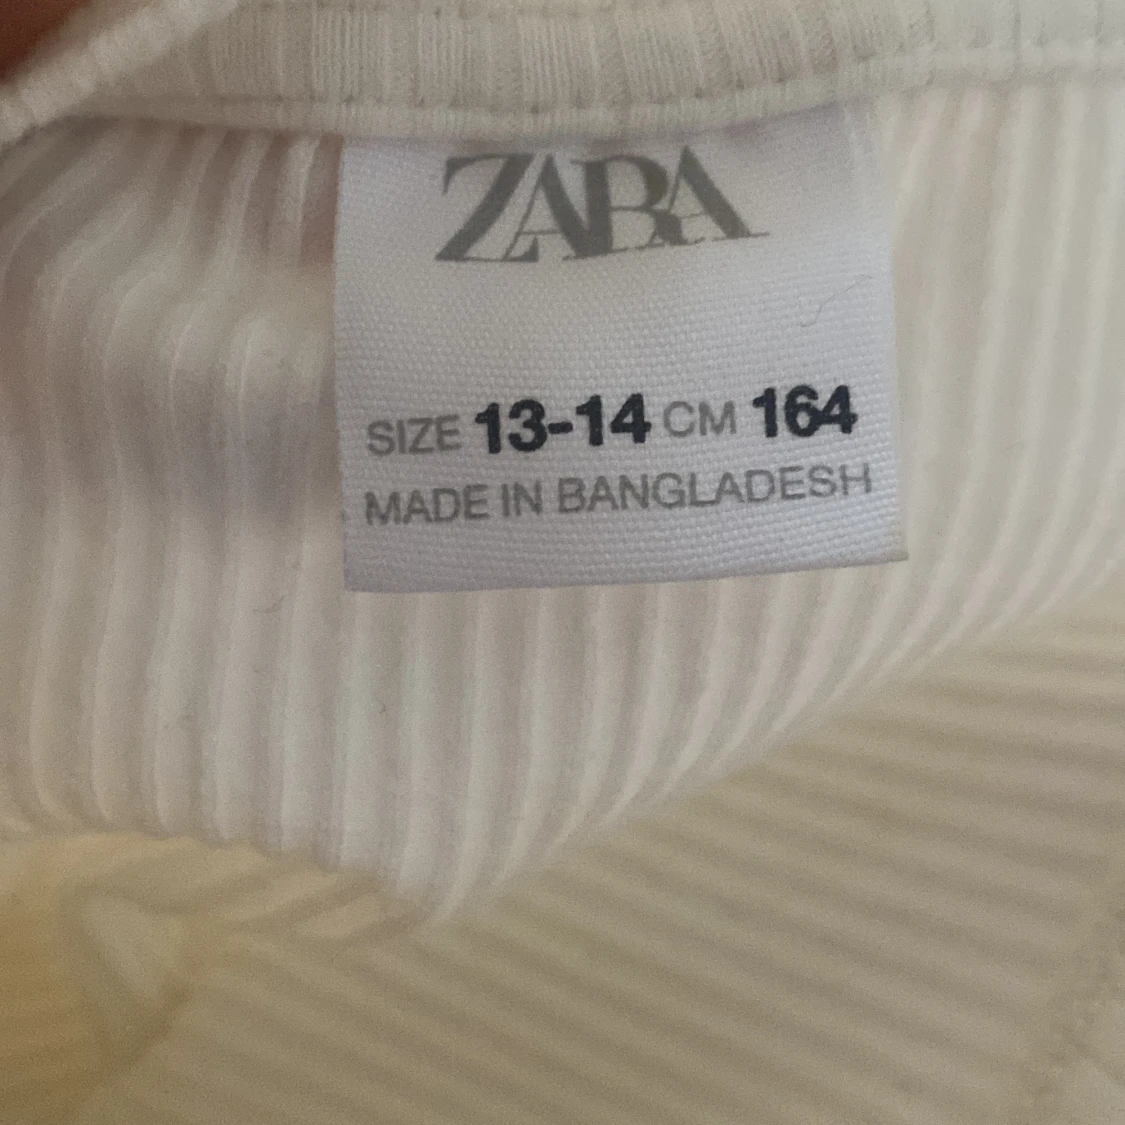 ZARA
SIZE 13-14 CM 164
MADE IN BANGLADESH